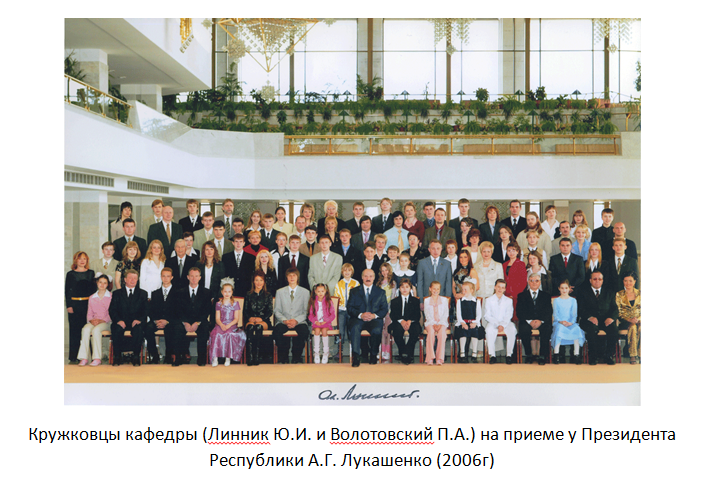 Кружковцы кафедры (Линник Ю.И. и Волотовский П.А.) на приеме у Президента
Республики А.Г. Лукашенко (2006г)